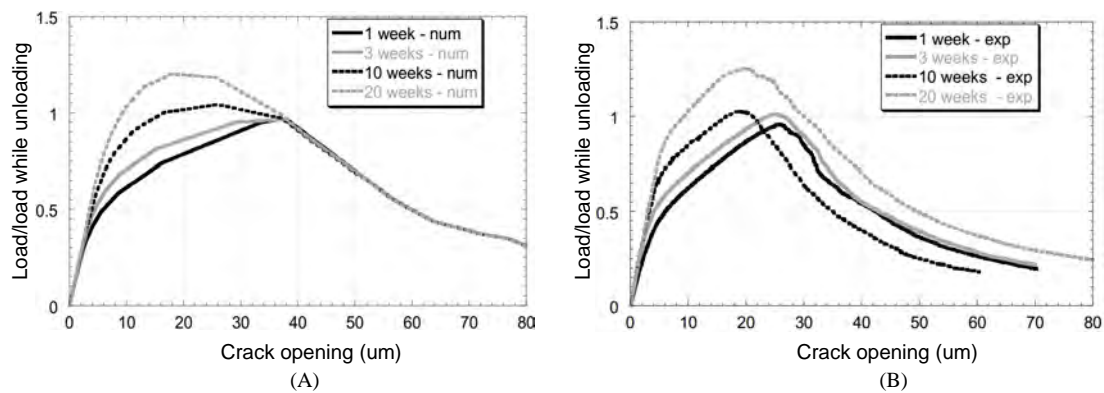 1.5
1
0.5
0
Load/load while unloading
1 week - num
3 weeks - num
10 weeks - num
20 weeks - num
0 10 20 30 40 50 60 70 80
Crack opening (um)
(A)
1.5
1
0.5
0
Load/load while unloading
1 week - exp
3 weeks - exp
10 weeks - exp
20 weeks - exp
0 10 20 30 40 50 60 70 80
Crack opening (um)
(B)